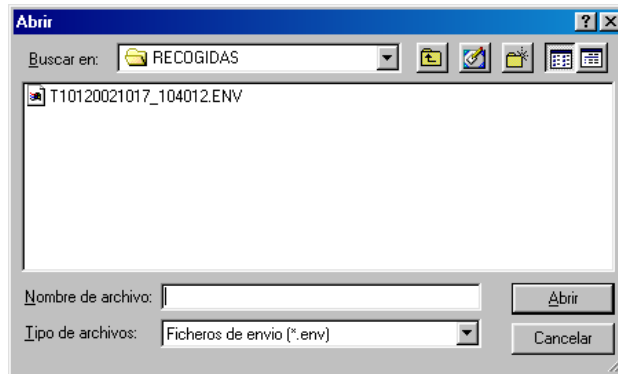 Abrir
Buscar en: RECOGIDAS
T10120021017_104012.ENV
Nombre de archivo: Abrir
Tipo de archivos: Ficheros de envio (*.env) Cancelar